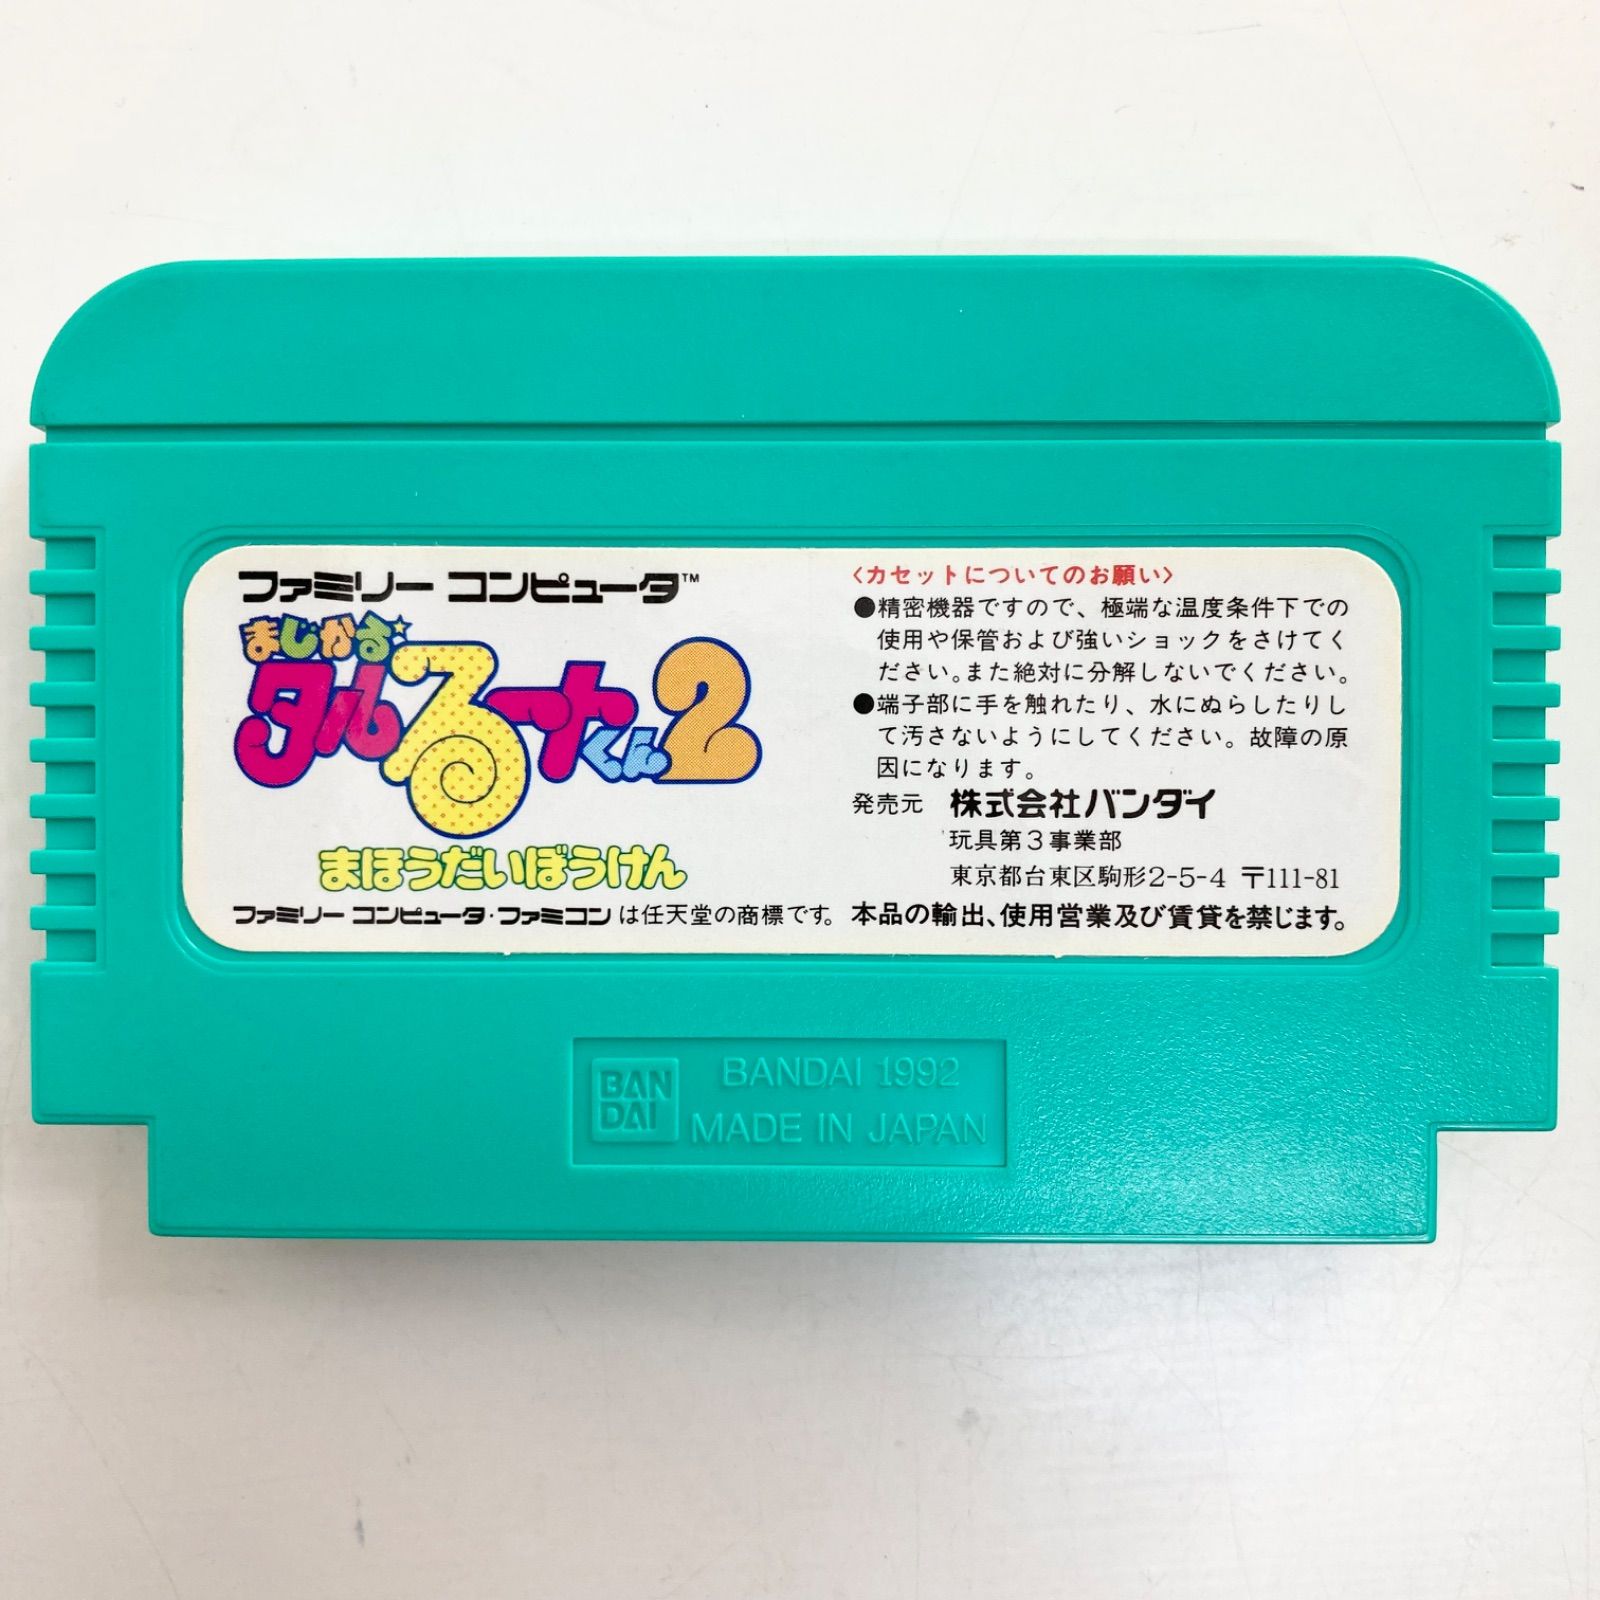 ファミリー コンピュータ™
まじかる☆
タルるートくん2
まほうだいぼうけん
ファミリー コンピュータ・ファミコン は任天堂の商標です。
〈カセットについてのお願い〉
●精密機器ですので、極端な温度条件下での
使用や保管および強いショックをさけてく
ださい。また絶対に分解しないでください。
●端子部に手を触れたり、水にぬらしたりし
て汚さないようにしてください。故障の原
因になります。
発売元 株式会社バンダイ
玩具第3事業部
東京都台東区駒形2-5-4 〒111-81
本品の輸出、使用営業及び賃貸を禁じます。
BAN
DAI
BANDAI 1992
MADE IN JAPAN